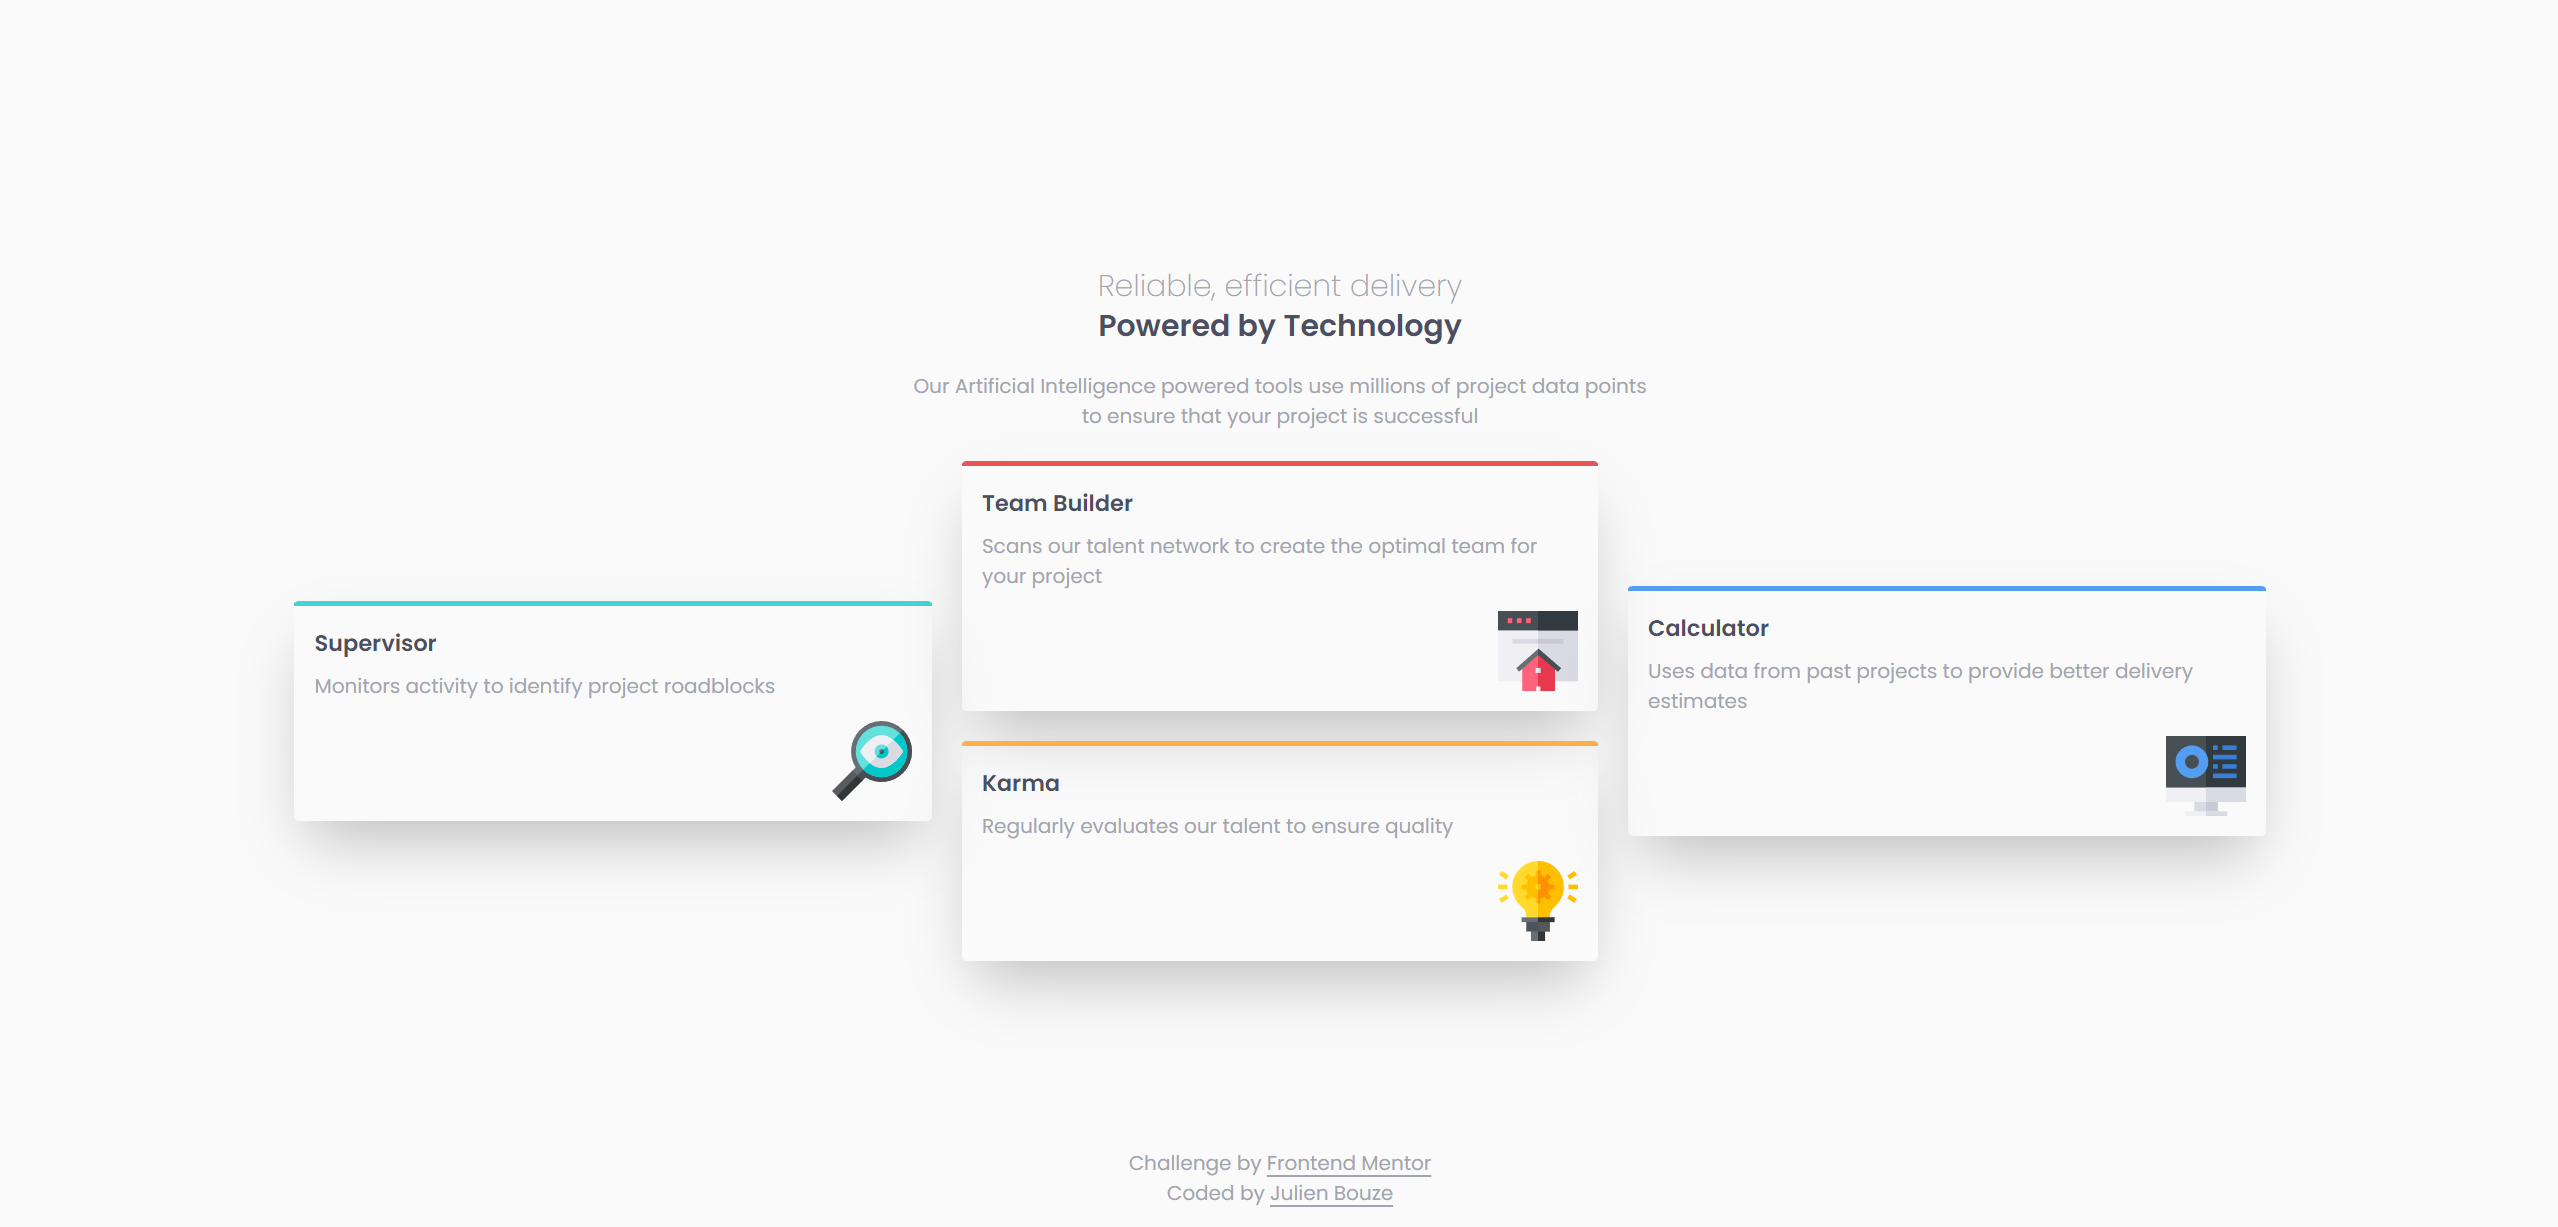 Reliable, efficient delivery
Powered by Technology
Our Artificial Intelligence powered tools use millions of project data points
to ensure that your project is successful
Supervisor
Monitors activity to identify project roadblocks
Team Builder
Scans our talent network to create the optimal team for
your project
Karma
Regularly evaluates our talent to ensure quality
Calculator
Uses data from past projects to provide better delivery
estimates
Challenge by Frontend Mentor
Coded by Julien Bouze